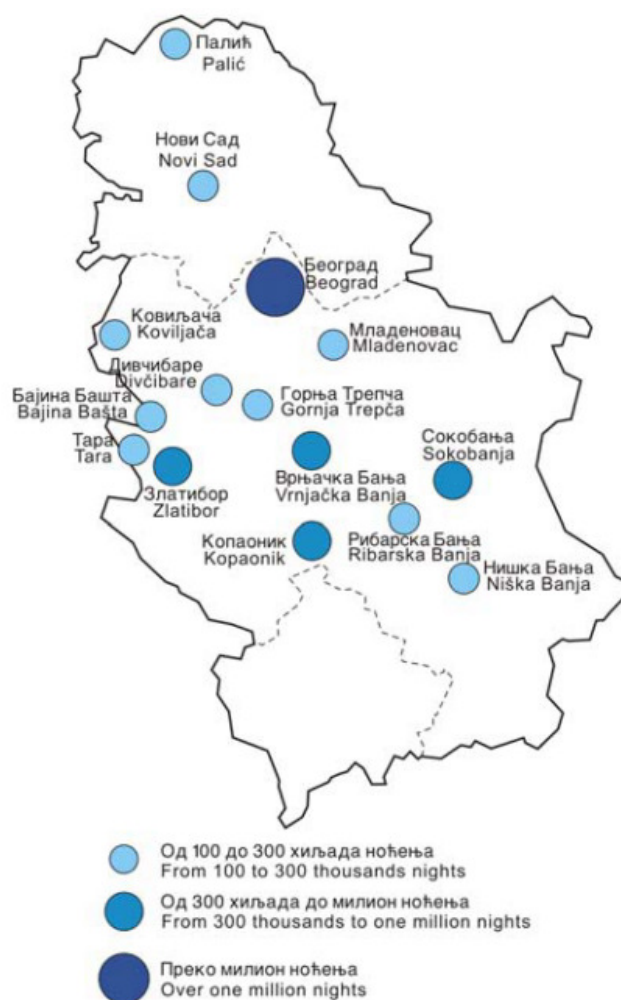 Палић
Palić
Нови Сад
Novi Sad
Београд
Beograd
Ковиљача
Koviljača
Младеновац
Mladenovac
Дивчибаре
Divčibare
Горња Трепча
Gornja Trepča
Бајина Башта
Bajina Bašta
Тара
Tara
Сокобања
Sokobanja
Златибор
Zlatibor
Врњачка Бања
Vrnjačka Banja
Копаоник
Kopaonik
Рибарска Бања
Ribarska Banja
Нишка Бања
Niška Banja
Од 100 до 300 хиљада ноћења
From 100 to 300 thousands nights
Од 300 хиљада до милион ноћења
From 300 thousands to one million nights
Преко милион ноћења
Over one million nights